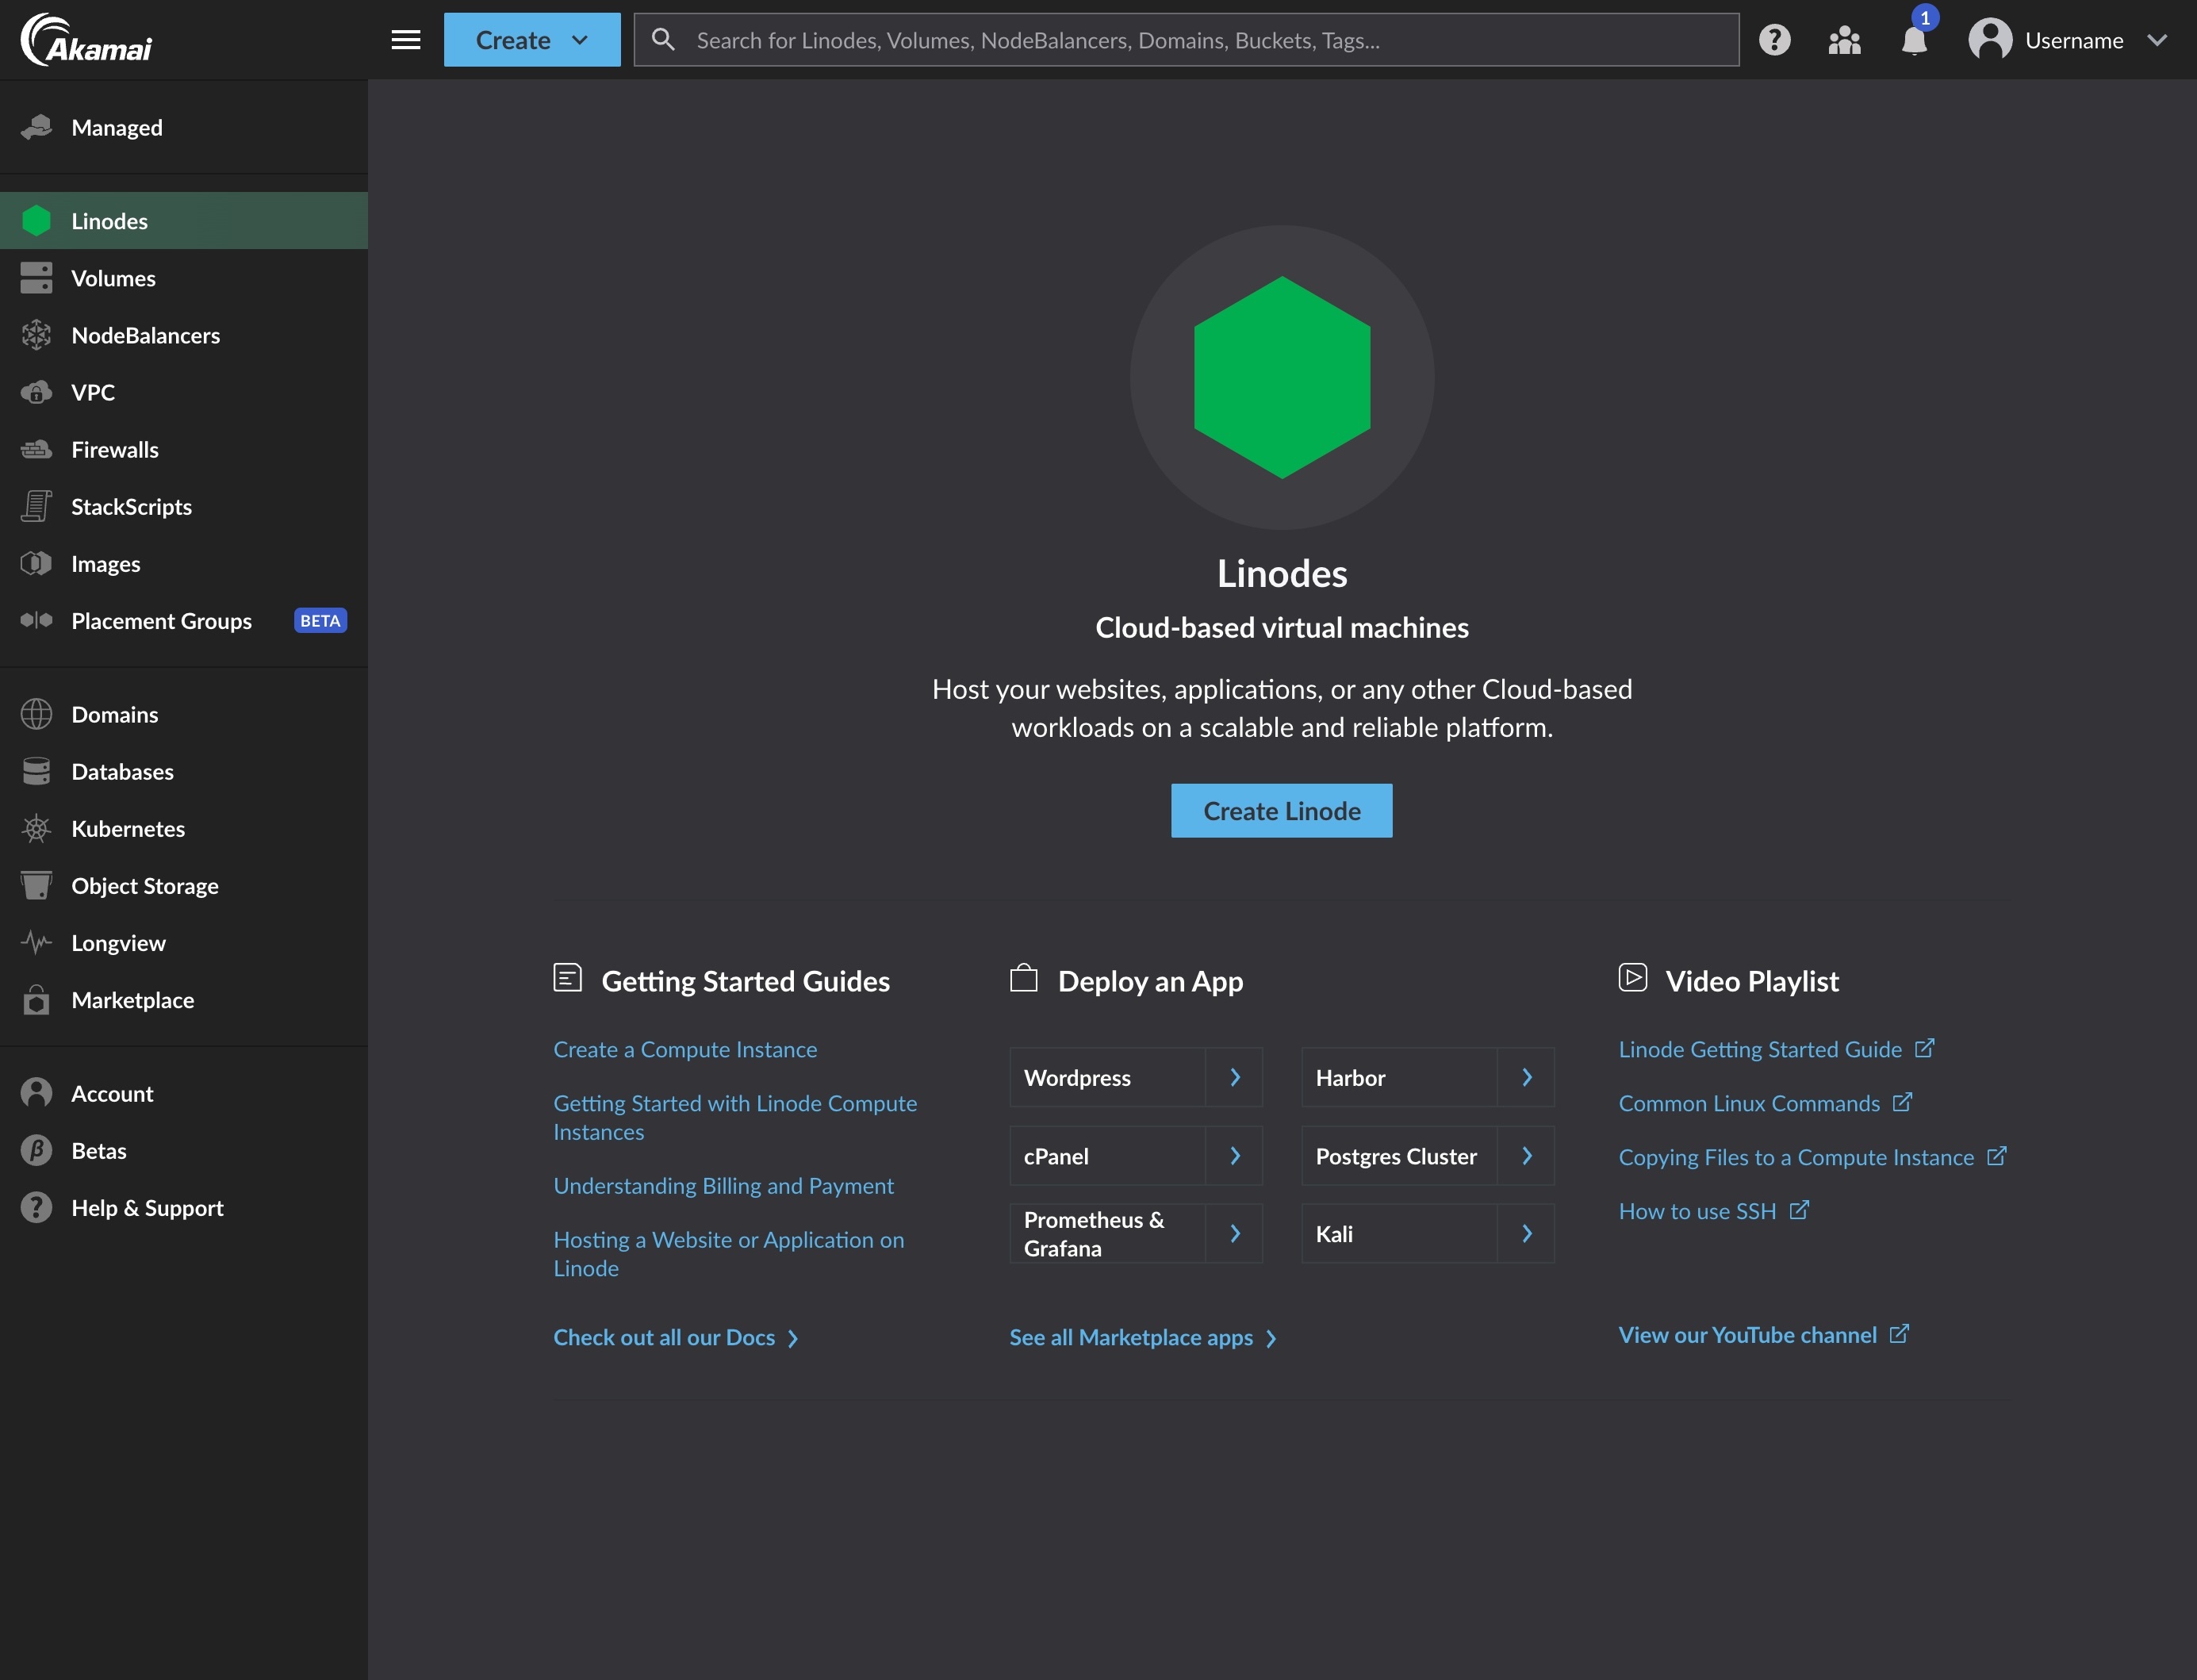 Akamai
Create
Search for Linodes, Volumes, NodeBalancers, Domains, Buckets, Tags...
?
1
Username
Managed
Linodes
Volumes
NodeBalancers
VPC
Firewalls
StackScripts
Images
Placement Groups BETA
Domains
Databases
Kubernetes
Object Storage
Longview
Marketplace
Account
β Betas
? Help & Support
Linodes
Cloud-based virtual machines
Host your websites, applications, or any other Cloud-based
workloads on a scalable and reliable platform.
Create Linode
Getting Started Guides
Create a Compute Instance
Getting Started with Linode Compute
Instances
Understanding Billing and Payment
Hosting a Website or Application on
Linode
Check out all our Docs
Deploy an App
Wordpress
Harbor
cPanel
Postgres Cluster
Prometheus &
Grafana
Kali
See all Marketplace apps
Video Playlist
Linode Getting Started Guide
Common Linux Commands
Copying Files to a Compute Instance
How to use SSH
View our YouTube channel